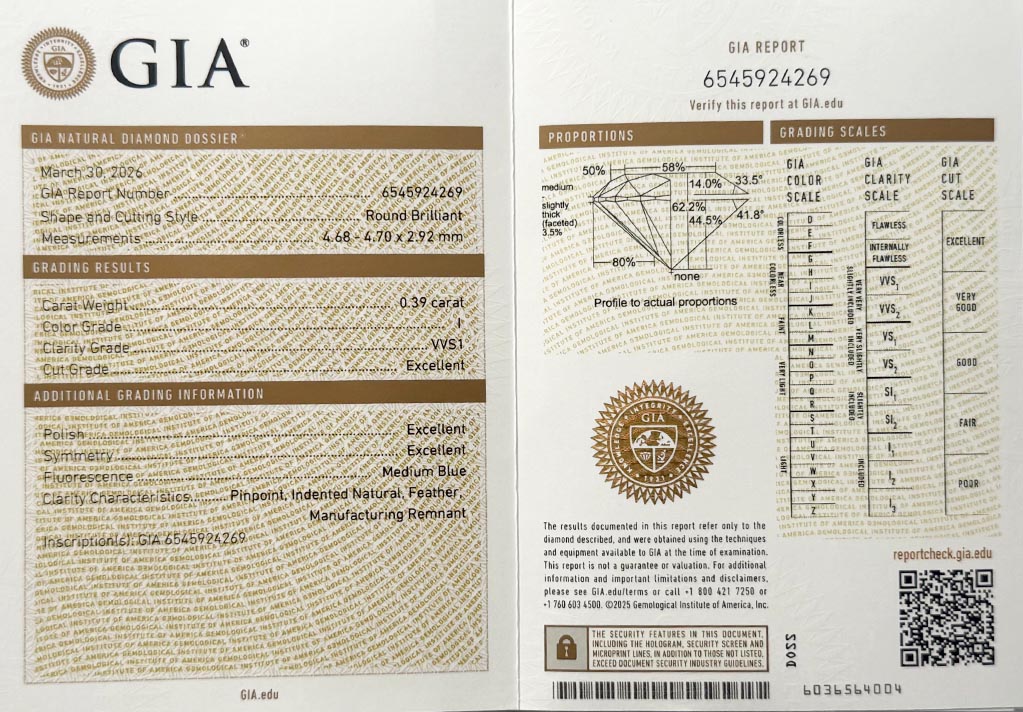 GIA®
GIA NATURAL DIAMOND DOSSIER
March 30, 2026
GIA Report Number 6545924269
Shape and Cutting Style Round Brilliant
Measurements 4.68 - 4.70 x 2.92 mm
GRADING RESULTS
Carat Weight 0.39 carat
Color Grade I
Clarity Grade VVS1
Cut Grade Excellent
ADDITIONAL GRADING INFORMATION
Polish Excellent
Symmetry Excellent
Fluorescence Medium Blue
Clarity Characteristics Pinpoint, Indented Natural, Feather,
Manufacturing Remnant
Inscription(s): GIA 6545924269
GIA.edu
GIA REPORT
6545924269
Verify this report at GIA.edu
PROPORTIONS
50%
58%
14.0%
33.5°
medium
-
slightly
thick
(faceted)
3.5%
62.2%
44.5%
41.8°
80%
none
Profile to actual proportions
GIA
INTEGRITY
The results documented in this report refer only to the
diamond described, and were obtained using the techniques
and equipment available to GIA at the time of examination.
This report is not a guarantee or valuation. For additional
information and important limitations and disclaimers,
please see GIA.edu/terms or call +1 800 421 7250 or
+1 760 603 4500. ©2025 Gemological Institute of America, Inc.
THE SECURITY FEATURES IN THIS DOCUMENT,
INCLUDING THE HOLOGRAM, SECURITY SCREEN AND
MICROPRINT LINES, IN ADDITION TO THOSE NOT LISTED,
EXCEED DOCUMENT SECURITY INDUSTRY GUIDELINES.
D022
GRADING SCALES
GIA
COLOR
SCALE
COLORLESS
D
E
F
NEAR COLORLESS
G
H
I
J
FAINT
K
L
M
VERY LIGHT
N
O
P
Q
R
LIGHT
S
T
U
V
W
X
Y
Z
GIA
CLARITY
SCALE
FLAWLESS
INTERNALLY
FLAWLESS
VERY VERY
SLIGHTLY INCLUDED
VVS1
VVS2
VERY SLIGHTLY
INCLUDED
VS1
VS2
SLIGHTLY
INCLUDED
SI1
SI2
INCLUDED
I1
I2
I3
GIA
CUT
SCALE
EXCELLENT
VERY
GOOD
GOOD
FAIR
POOR
reportcheck.gia.edu
6036564004